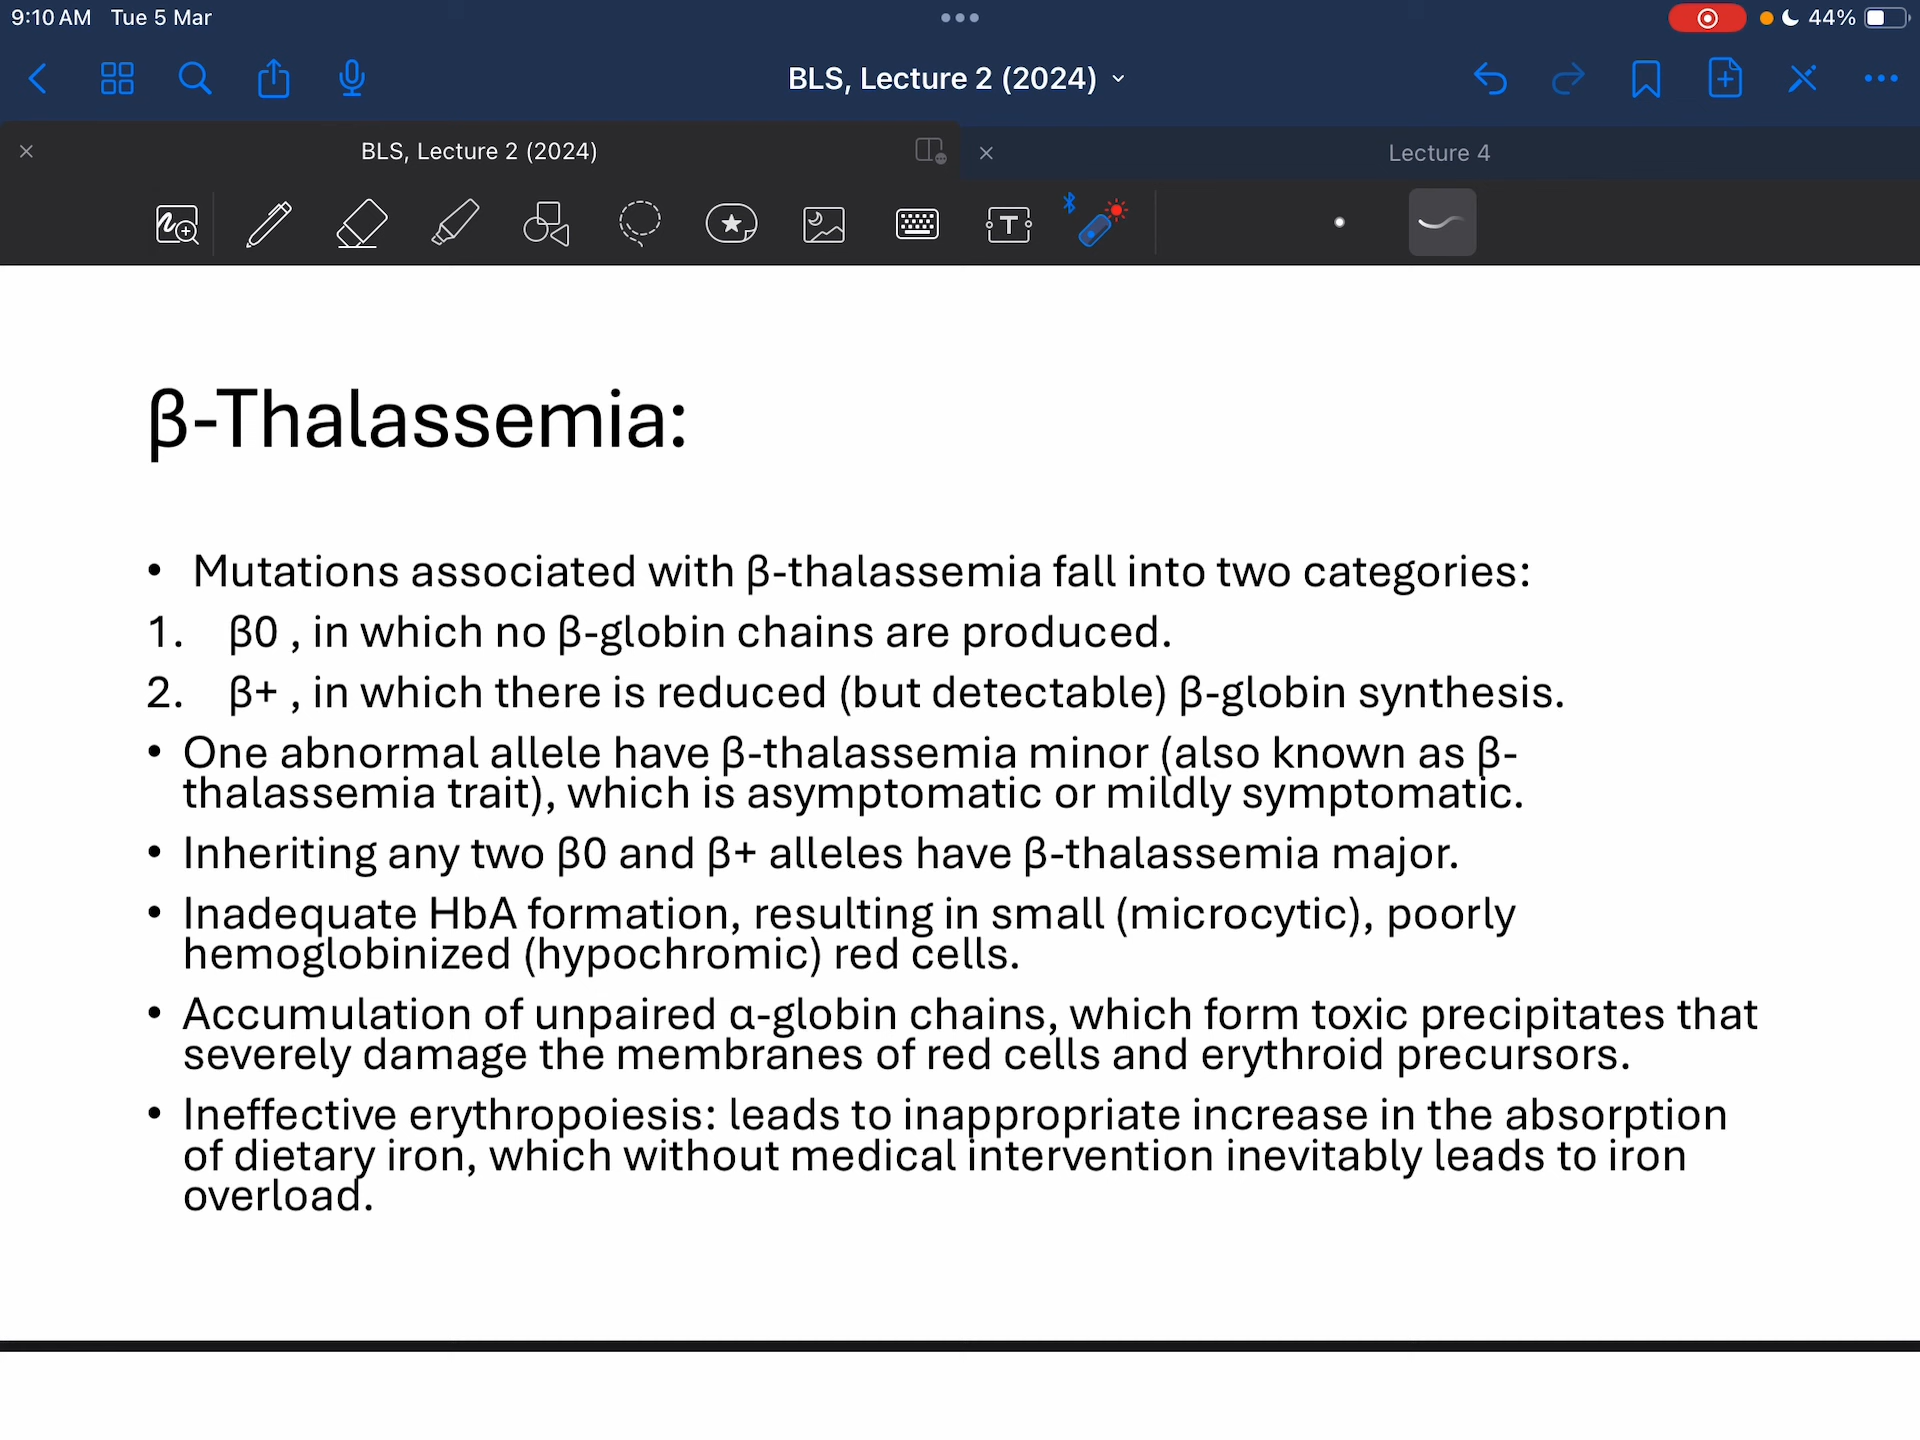 9:10 AM Tue 5 Mar
44%
BLS, Lecture 2 (2024)
BLS, Lecture 2 (2024)
Lecture 4
β-Thalassemia:
• Mutations associated with β-thalassemia fall into two categories:
1. β0 , in which no β-globin chains are produced.
2. β+ , in which there is reduced (but detectable) β-globin synthesis.
• One abnormal allele have β-thalassemia minor (also known as β-
thalassemia trait), which is asymptomatic or mildly symptomatic.
• Inheriting any two β0 and β+ alleles have β-thalassemia major.
• Inadequate HbA formation, resulting in small (microcytic), poorly
hemoglobinized (hypochromic) red cells.
• Accumulation of unpaired α-globin chains, which form toxic precipitates that
severely damage the membranes of red cells and erythroid precursors.
• Ineffective erythropoiesis: leads to inappropriate increase in the absorption
of dietary iron, which without medical intervention inevitably leads to iron
overload.